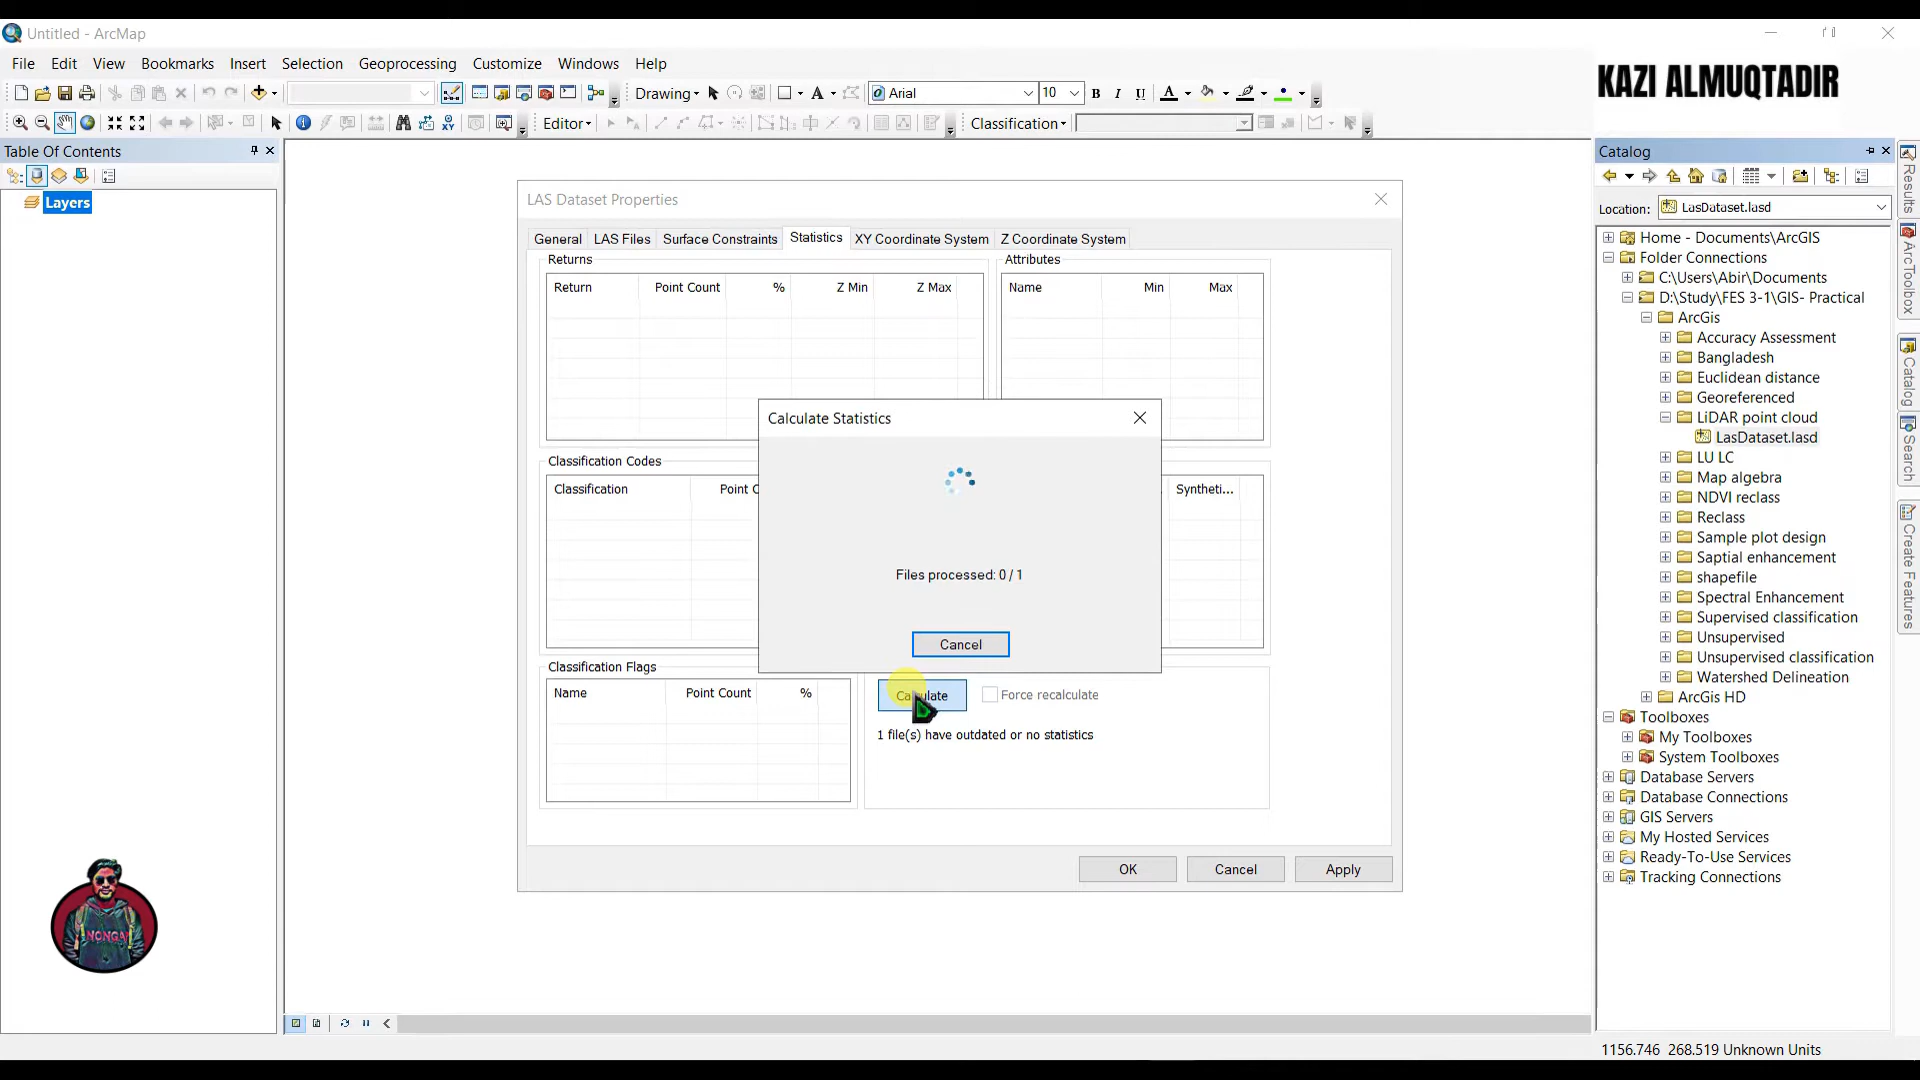 Untitled - ArcMap
File Edit View Bookmarks Insert Selection Geoprocessing Customize Windows Help
KAZI ALMUQTADIR
Drawing
Arial
10
B I U A
Editor
Classification
Table Of Contents
Layers
LAS Dataset Properties
General LAS Files Surface Constraints Statistics XY Coordinate System Z Coordinate System
Returns
Return Point Count % Z Min Z Max
Attributes
Name Min Max
Calculate Statistics
Files processed: 0 / 1
Cancel
Classification Codes
Classification
Syntheti...
Classification Flags
Name Point Count %
Calculate
Force recalculate
1 file(s) have outdated or no statistics
OK Cancel Apply
NONGAR
Catalog
Location: LasDataset.lasd
Home - Documents\ArcGIS
Folder Connections
C:\Users\Abir\Documents
D:\Study\FES 3-1\GIS- Practical
ArcGis
Accuracy Assessment
Bangladesh
Euclidean distance
Georeferenced
LiDAR point cloud
LasDataset.lasd
LU LC
Map algebra
NDVI reclass
Reclass
Sample plot design
Saptial enhancement
shapefile
Spectral Enhancement
Supervised classification
Unsupervised
Unsupervised classification
Watershed Delineation
ArcGis HD
Toolboxes
My Toolboxes
System Toolboxes
Database Servers
Database Connections
GIS Servers
My Hosted Services
Ready-To-Use Services
Tracking Connections
Results
ArcToolbox
Catalog
Search
Create Features
1156.746 268.519 Unknown Units